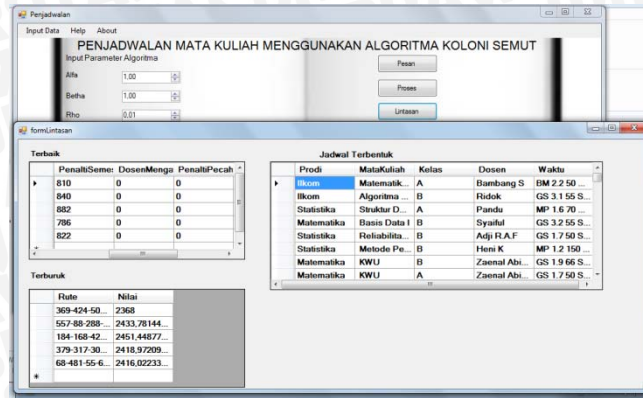 Penjadwalan
Input Data Help About
PENJADWALAN MATA KULIAH MENGGUNAKAN ALGORITMA KOLONI SEMUT
Input Parameter Algoritma
Alfa 1,00
Betha 1,00
Rho 0,01
Pesan
Proses
Lintasan
formLintasan
Terbaik
PenaltiSemes DosenMenga PenaltiPecah
810 0 0
840 0 0
882 0 0
786 0 0
822 0 0
Terburuk
Rute Nilai
369-424-50... 2368
557-88-288-... 2433,78144...
184-168-42... 2451,44877...
379-317-30... 2418,97209...
68-481-55-6... 2416,02233...
Jadwal Terbentuk
Prodi MataKuliah Kelas Dosen Waktu
Ilkom Matematik... A Bambang S BM 2.2 50 ...
Ilkom Algoritma ... B Ridok GS 3.1 55 S...
Statistika Struktur D... A Pandu MP 1.6 70 ...
Matematika Basis Data I B Syaiful GS 3.2 55 S...
Statistika Reliabilita... B Adji R.A.F GS 1.7 50 S...
Statistika Metode Pe... B Heni K MP 1.2 150 ...
Matematika KWU B Zaenal Abi... GS 1.9 66 S...
Matematika KWU A Zaenal Abi... GS 1.7 50 S...